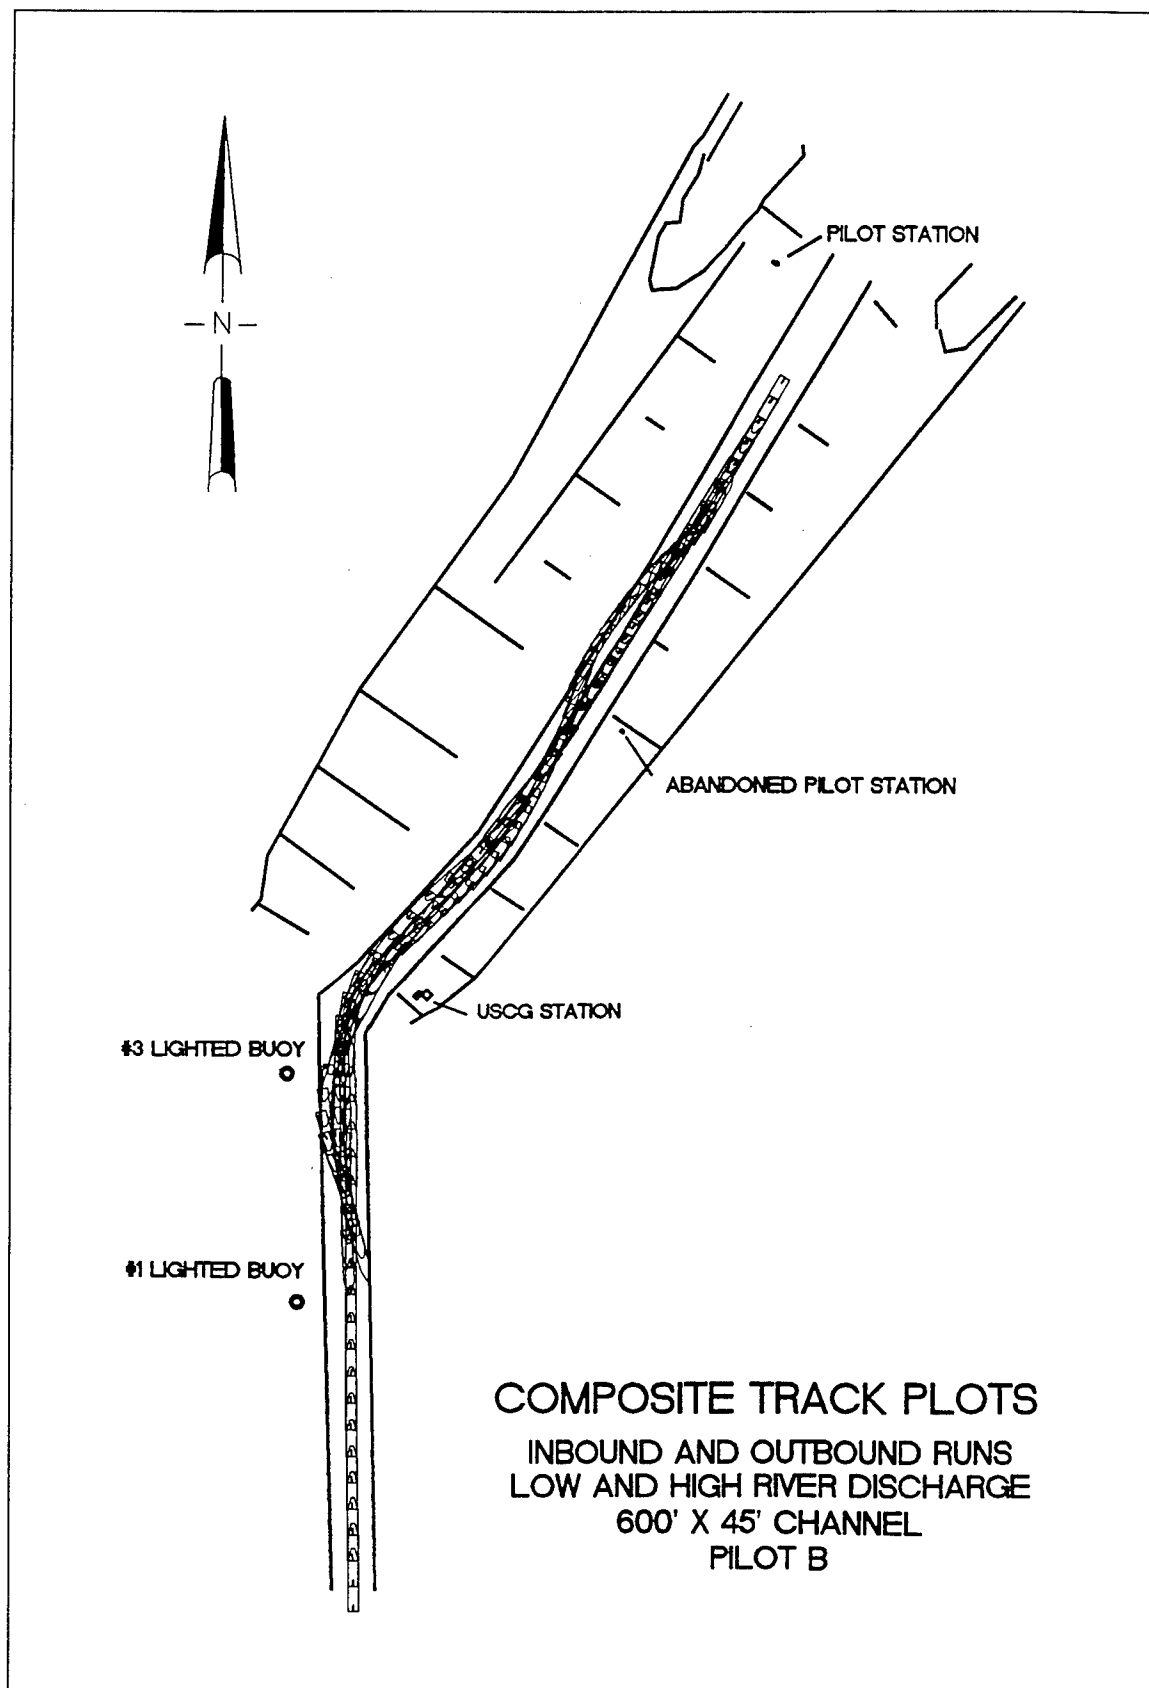 PILOT STATION
N
ABANDONED PILOT STATION
USCG STATION
#3 LIGHTED BUOY
#1 LIGHTED BUOY
COMPOSITE TRACK PLOTS
INBOUND AND OUTBOUND RUNS
LOW AND HIGH RIVER DISCHARGE
600' X 45' CHANNEL
PILOT B